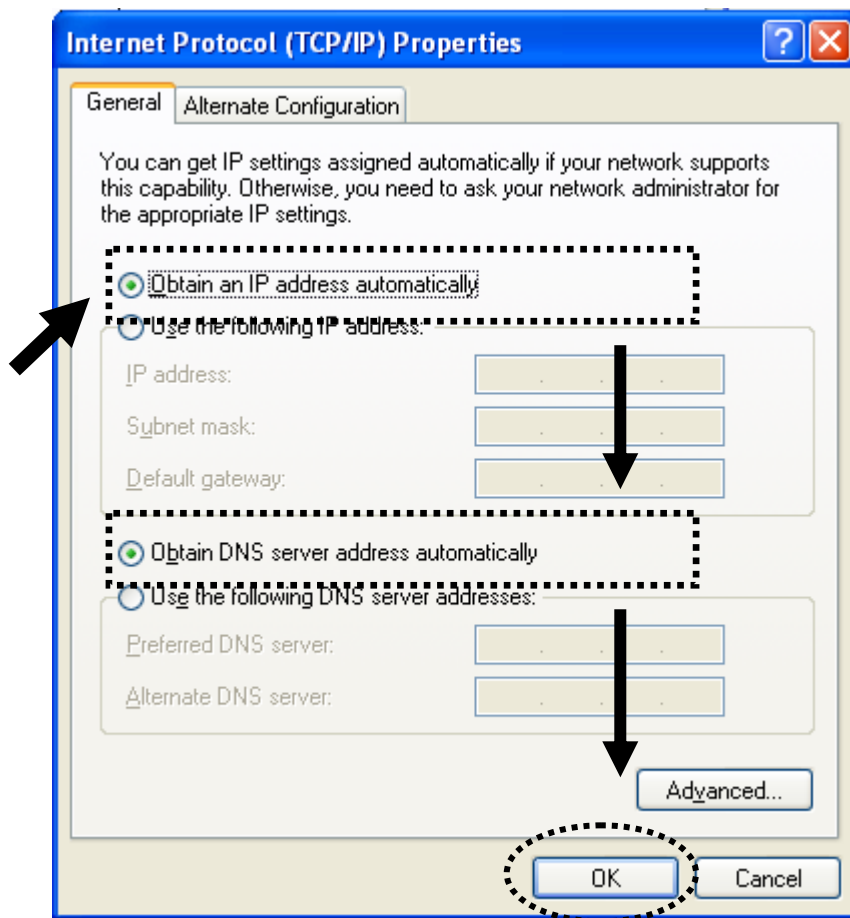 Internet Protocol (TCP/IP) Properties
General
Alternate Configuration
You can get IP settings assigned automatically if your network supports
this capability. Otherwise, you need to ask your network administrator for
the appropriate IP settings.
Obtain an IP address automatically
Use the following IP address:
IP address:
Subnet mask:
Default gateway:
Obtain DNS server address automatically
Use the following DNS server addresses:
Preferred DNS server:
Alternate DNS server:
Advanced...
OK
Cancel